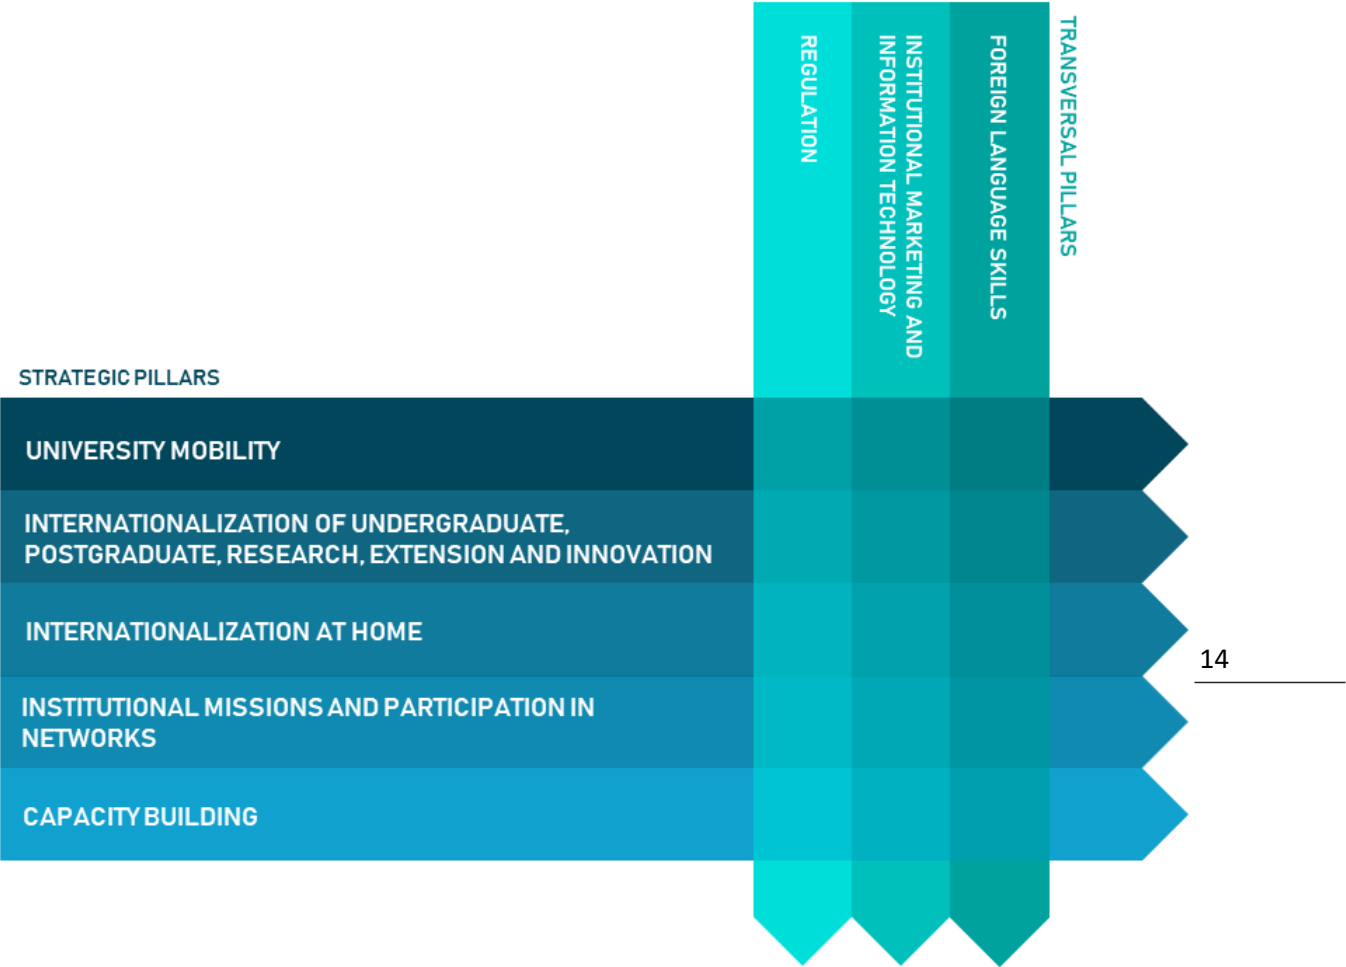 TRANSVERSAL PILLARS
FOREIGN LANGUAGE SKILLS
INSTITUTIONAL MARKETING AND
INFORMATION TECHNOLOGY
REGULATION
STRATEGIC PILLARS
UNIVERSITY MOBILITY
INTERNATIONALIZATION OF UNDERGRADUATE,
POSTGRADUATE, RESEARCH, EXTENSION AND INNOVATION
INTERNATIONALIZATION AT HOME
14
INSTITUTIONAL MISSIONS AND PARTICIPATION IN
NETWORKS
CAPACITY BUILDING